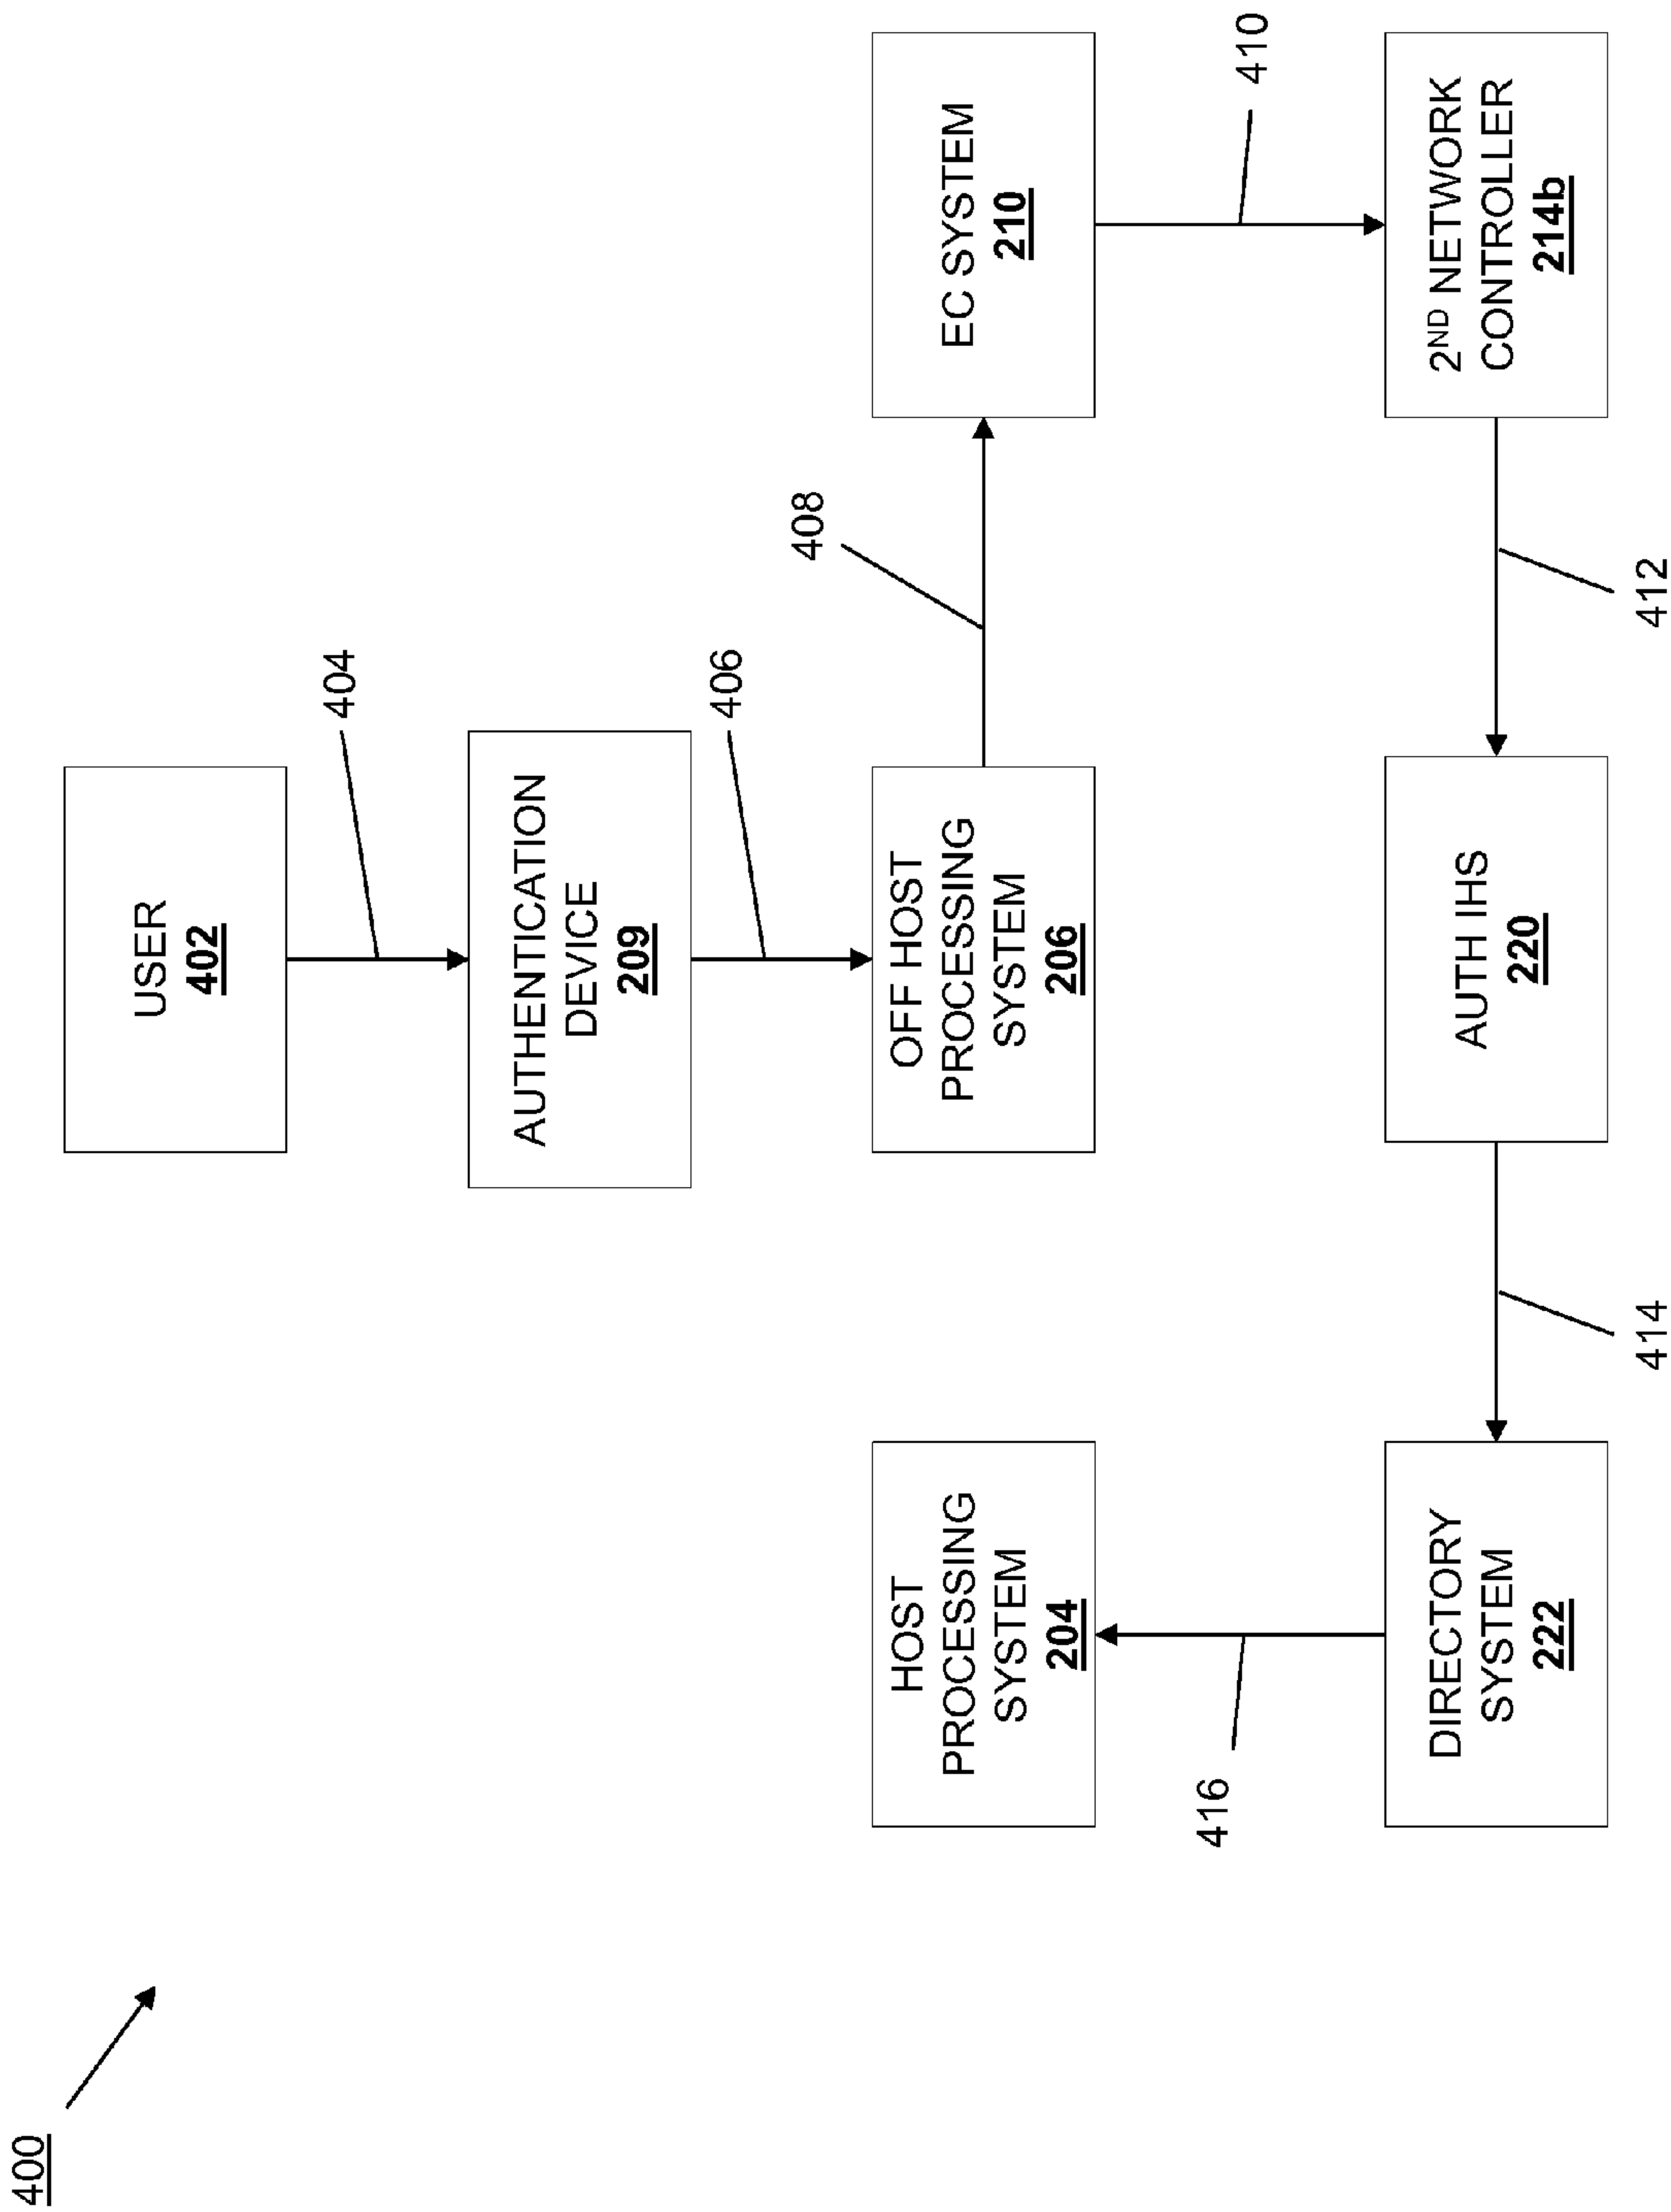 400
USER
402
404
AUTHENTICATION
DEVICE
209
406
OFF HOST
PROCESSING
SYSTEM
206
408
EC SYSTEM
210
410
2ND NETWORK
CONTROLLER
214b
412
AUTH IHS
220
414
DIRECTORY
SYSTEM
222
416
HOST
PROCESSING
SYSTEM
204